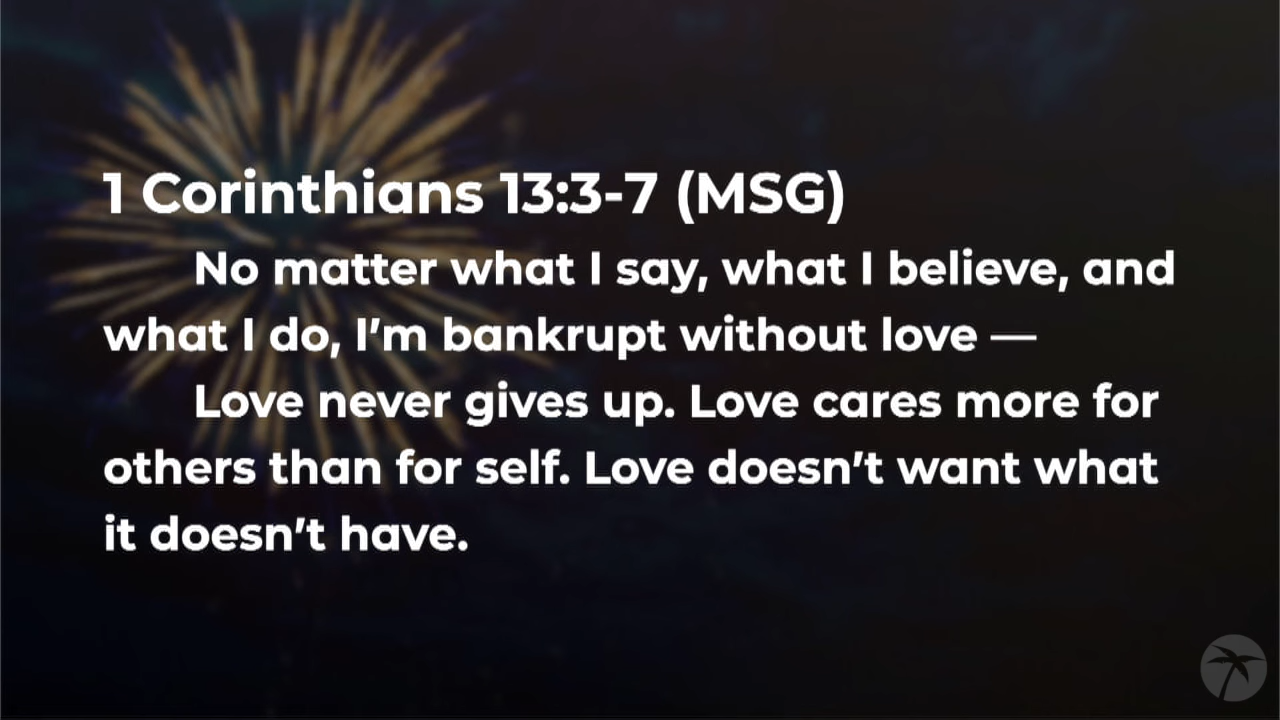 1 Corinthians 13:3-7 (MSG)
No matter what I say, what I believe, and
what I do, I’m bankrupt without love —
Love never gives up. Love cares more for
others than for self. Love doesn’t want what
it doesn’t have.